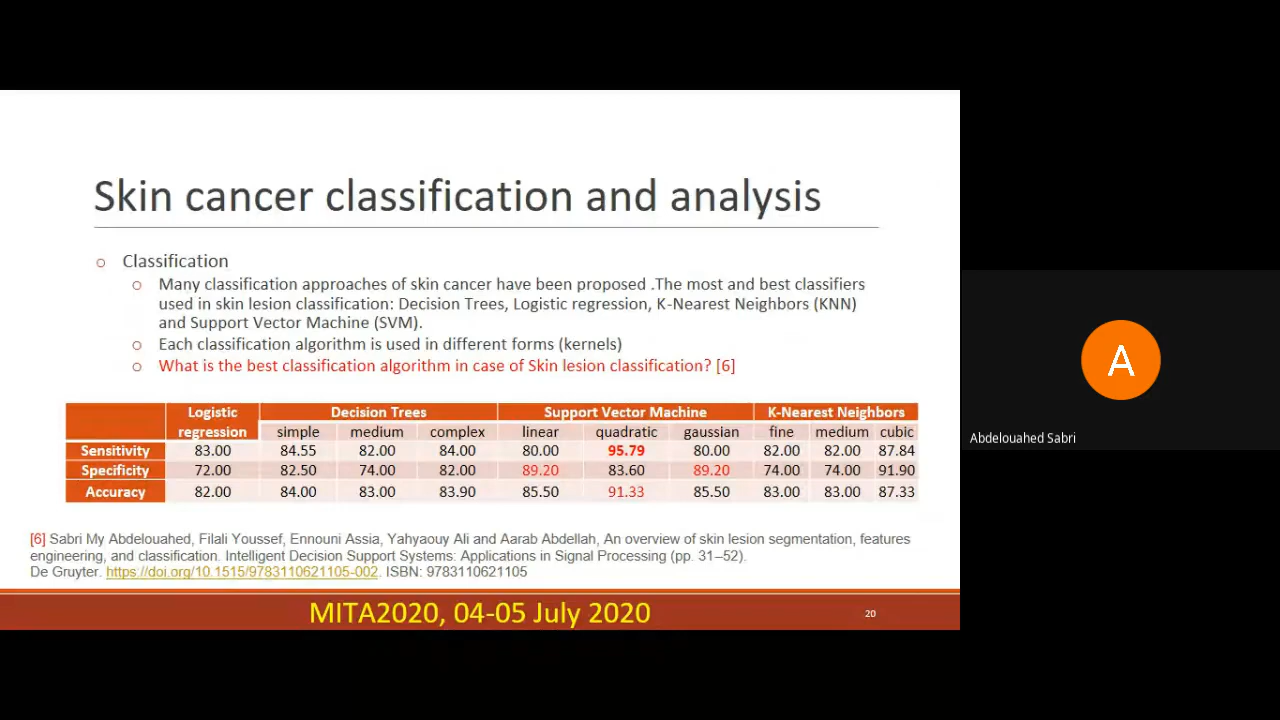 Skin cancer classification and analysis
Classification
Many classification approaches of skin cancer have been proposed .The most and best classifiers
used in skin lesion classification: Decision Trees, Logistic regression, K-Nearest Neighbors (KNN)
and Support Vector Machine (SVM).
Each classification algorithm is used in different forms (kernels)
What is the best classification algorithm in case of Skin lesion classification? [6]
Logistic regression Decision Trees Support Vector Machine K-Nearest Neighbors
simple medium complex linear quadratic gaussian fine medium cubic
Sensitivity 83.00 84.55 82.00 84.00 80.00 95.79 80.00 82.00 82.00 87.84
Specificity 72.00 82.50 74.00 82.00 89.20 83.60 89.20 74.00 74.00 91.90
Accuracy 82.00 84.00 83.00 83.90 85.50 91.33 85.50 83.00 83.00 87.33
[6] Sabri My Abdelouahed, Filali Youssef, Ennouni Assia, Yahyaouy Ali and Aarab Abdellah, An overview of skin lesion segmentation, features
engineering, and classification. Intelligent Decision Support Systems: Applications in Signal Processing (pp. 31–52).
De Gruyter. https://doi.org/10.1515/9783110621105-002. ISBN: 9783110621105
MITA2020, 04-05 July 2020
20
A
Abdelouahed Sabri